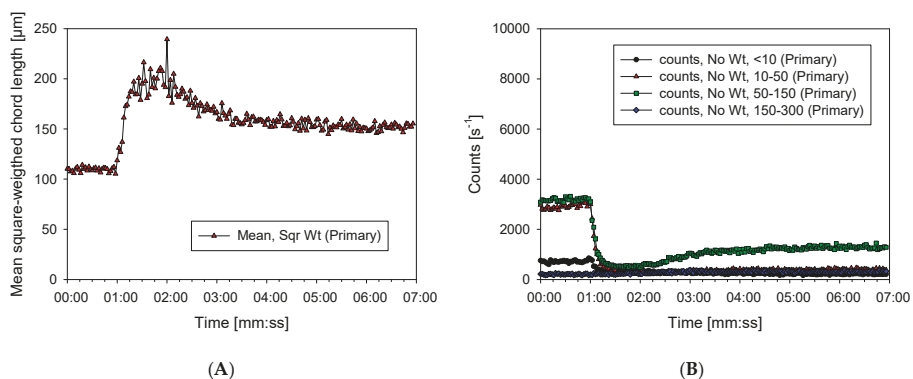 Mean square-weigthed chord length [µm]
250
200
150
100
50
0
Mean, Sqr Wt (Primary)
00:00 01:00 02:00 03:00 04:00 05:00 06:00 07:00
Time [mm:ss]
(A)
Counts [s⁻¹]
10000
8000
6000
4000
2000
0
counts, No Wt, <10 (Primary)
counts, No Wt, 10-50 (Primary)
counts, No Wt, 50-150 (Primary)
counts, No Wt, 150-300 (Primary)
00:00 01:00 02:00 03:00 04:00 05:00 06:00 07:00
Time [mm:ss]
(B)